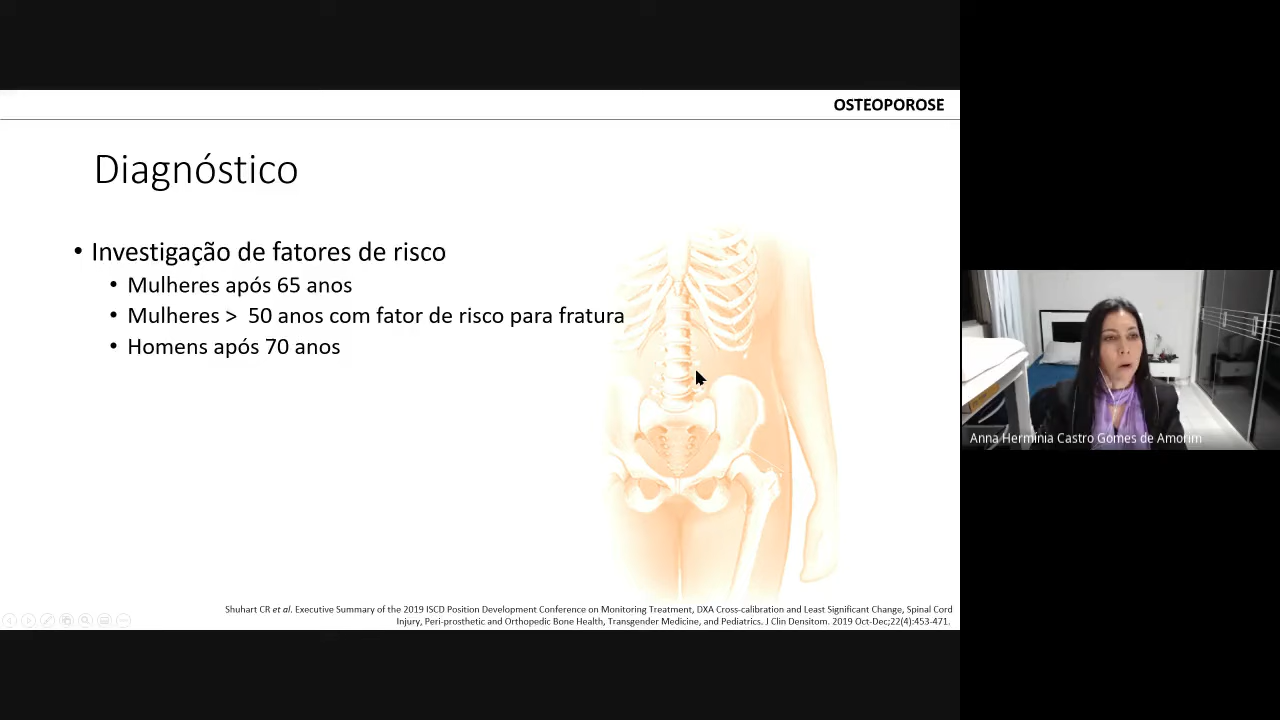 OSTEOPOROSE
Diagnóstico
• Investigação de fatores de risco
• Mulheres após 65 anos
• Mulheres > 50 anos com fator de risco para fratura
• Homens após 70 anos
Shuhart CR et al. Executive Summary of the 2019 ISCD Position Development Conference on Monitoring Treatment, DXA Cross-calibration and Least Significant Change, Spinal Cord
Injury, Peri-prosthetic and Orthopedic Bone Health, Transgender Medicine, and Pediatrics. J Clin Densitom. 2019 Oct-Dec;22(4):453-471.
Anna Hermínia Castro Gomes de Amorim